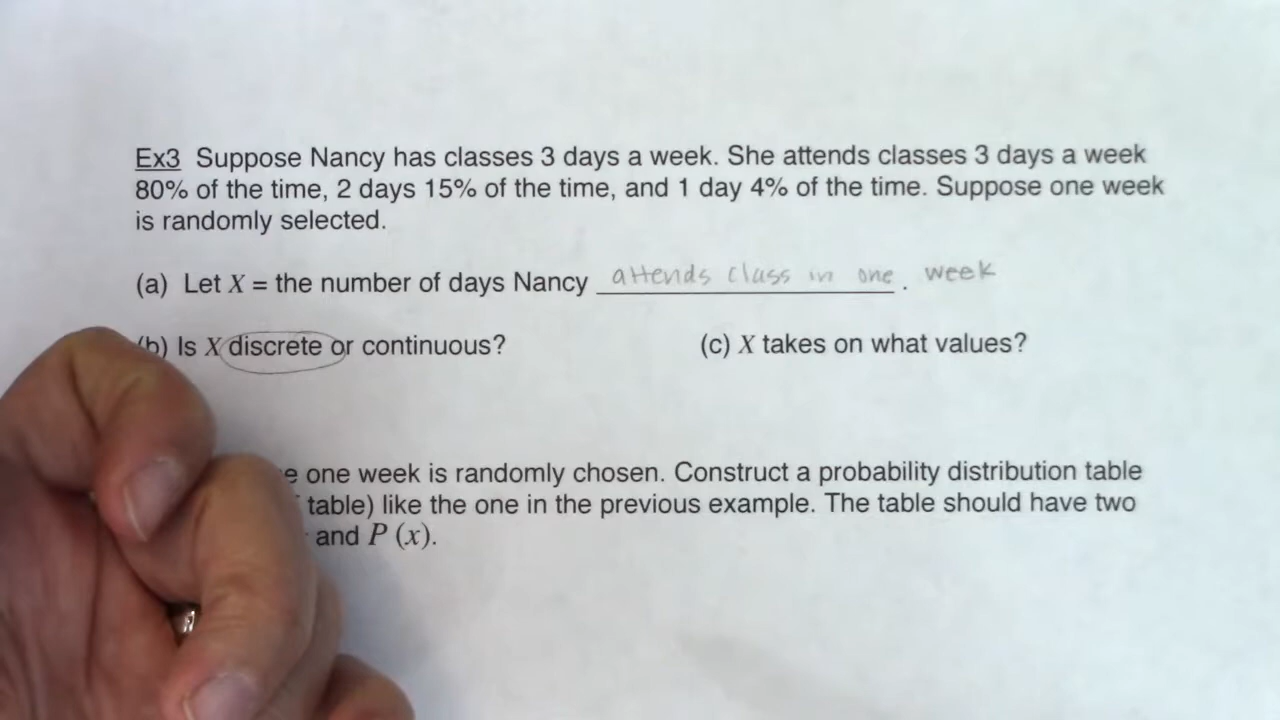 Ex3 Suppose Nancy has classes 3 days a week. She attends classes 3 days a week
80% of the time, 2 days 15% of the time, and 1 day 4% of the time. Suppose one week
is randomly selected.
(a) Let X = the number of days Nancy attends class in one week.
(b) Is X discrete or continuous? (c) X takes on what values?
one week is randomly chosen. Construct a probability distribution table
table) like the one in the previous example. The table should have two
and P (x).